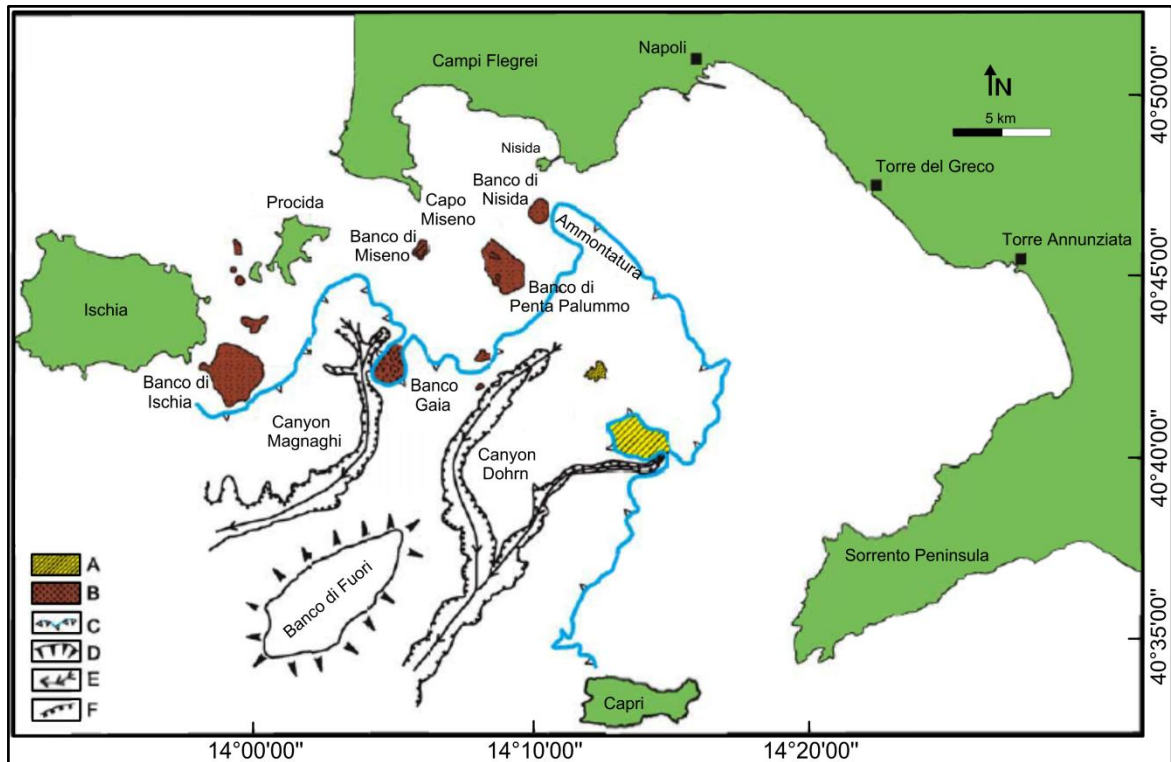 Napoli
Campi Flegrei
N
5 km
Nisida
Torre del Greco
Banco di
Nisida
Capo
Miseno
Procida
Ammontatura
Banco di
Miseno
Torre Annunziata
Banco di
Penta Palummo
Ischia
Banco di
Ischia
Banco
Gaia
Canyon
Magnaghi
Canyon
Dohrn
Sorrento Peninsula
Banco di Fuori
Capri
A
B
C
D
E
F
40°50'00"
40°45'00"
40°40'00"
40°35'00"
14°00'00"
14°10'00"
14°20'00"